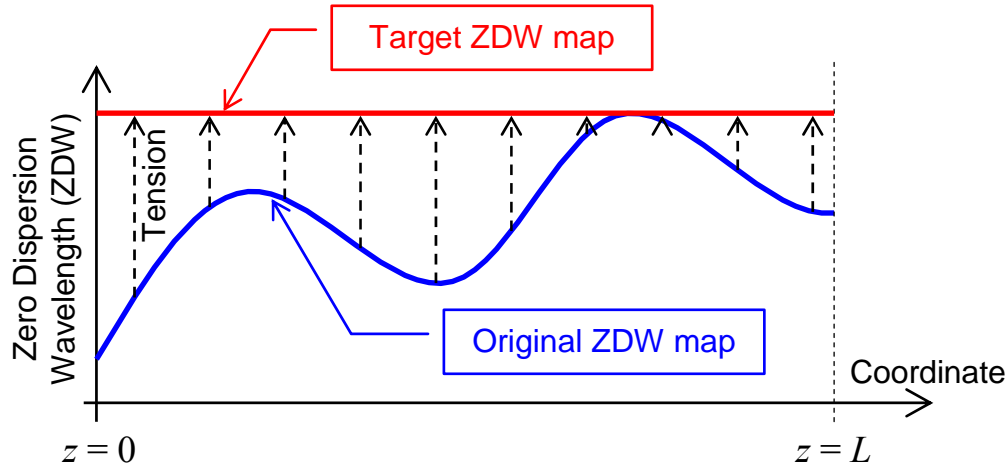 Target ZDW map
Zero Dispersion
Wavelength (ZDW)
Tension
Original ZDW map
Coordinate
z = 0
z = L